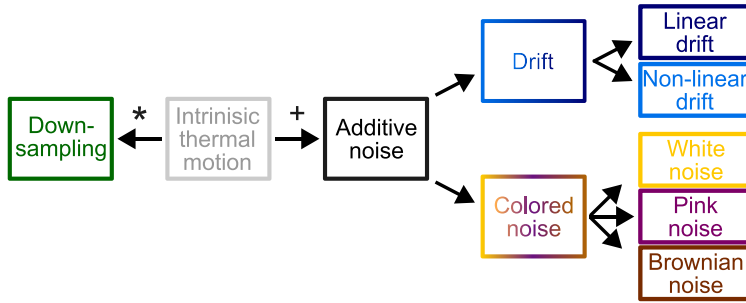 Down-
sampling
*
Intrinisic
thermal
motion
+
Additive
noise
Drift
Colored
noise
Linear
drift
Non-linear
drift
White
noise
Pink
noise
Brownian
noise